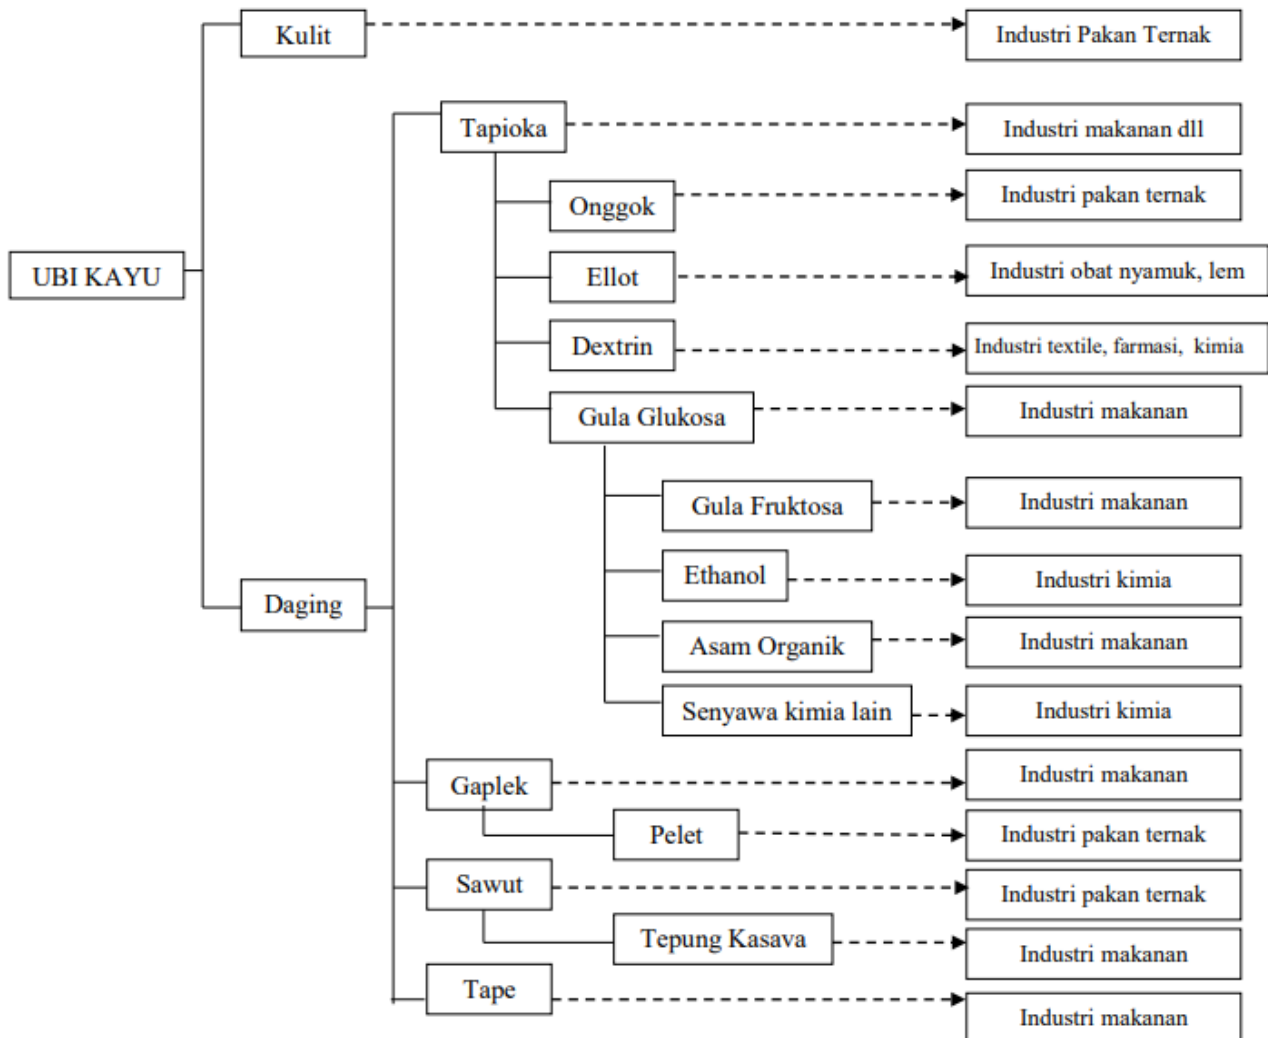 Kulit
Industri Pakan Ternak
Tapioka
Industri makanan dll
Onggok
Industri pakan ternak
UBI KAYU
Ellot
Industri obat nyamuk, lem
Dextrin
Industri textile, farmasi, kimia
Gula Glukosa
Industri makanan
Gula Fruktosa
Industri makanan
Ethanol
Industri kimia
Daging
Asam Organik
Industri makanan
Senyawa kimia lain
Industri kimia
Gaplek
Industri makanan
Pelet
Industri pakan ternak
Sawut
Industri pakan ternak
Tepung Kasava
Industri makanan
Tape
Industri makanan